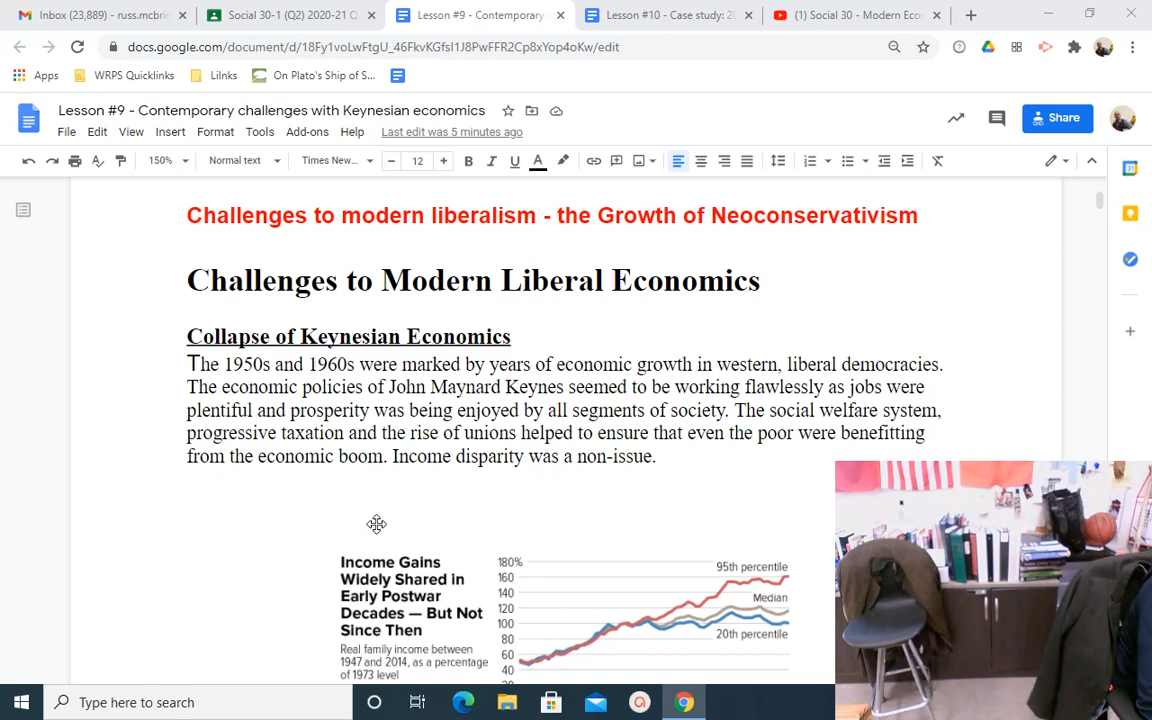 Inbox (23,889) - russ.mcbri
Social 30-1 (Q2) 2020-21 Q
Lesson #9 - Contemporary
Lesson #10 - Case study: 20
(1) Social 30 - Modern Eco
docs.google.com/document/d/18Fy1voLwFtgU_46FkvKGfsI1J8PwFFR2Cp8xYop4oKw/edit
Apps
WRPS Quicklinks
LiInks
On Plato's Ship of S...
Lesson #9 - Contemporary challenges with Keynesian economics
File Edit View Insert Format Tools Add-ons Help Last edit was 5 minutes ago
Share
150% Normal text Times New... 12 B I U A
Challenges to modern liberalism - the Growth of Neoconservativism
Challenges to Modern Liberal Economics
Collapse of Keynesian Economics
The 1950s and 1960s were marked by years of economic growth in western, liberal democracies.
The economic policies of John Maynard Keynes seemed to be working flawlessly as jobs were
plentiful and prosperity was being enjoyed by all segments of society. The social welfare system,
progressive taxation and the rise of unions helped to ensure that even the poor were benefitting
from the economic boom. Income disparity was a non-issue.
Income Gains
Widely Shared in
Early Postwar
Decades — But Not
Since Then
Real family income between
1947 and 2014, as a percentage
of 1973 level
180%
160
140
120
100
80
60
40
95th percentile
Median
20th percentile
Type here to search